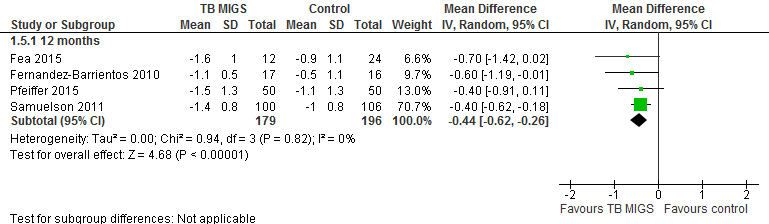 TB MIGS Control Mean Difference Mean Difference
Study or Subgroup Mean SD Total Mean SD Total Weight IV, Random, 95% CI IV, Random, 95% CI
1.5.1 12 months
Fea 2015 -1.6 1 12 -0.9 1.1 24 6.6% -0.70 [-1.42, 0.02]
Fernandez-Barrientos 2010 -1.1 0.5 17 -0.5 1.1 16 9.7% -0.60 [-1.19, -0.01]
Pfeiffer 2015 -1.5 1.3 50 -1.1 1.3 50 13.0% -0.40 [-0.91, 0.11]
Samuelson 2011 -1.4 0.8 100 -1 0.8 106 70.7% -0.40 [-0.62, -0.18]
Subtotal (95% CI) 179 196 100.0% -0.44 [-0.62, -0.26]
Heterogeneity: Tau² = 0.00; Chi² = 0.94, df = 3 (P = 0.82); I² = 0%
Test for overall effect: Z = 4.68 (P < 0.00001)
-2 -1 0 1 2
Favours TB MIGS Favours control
Test for subgroup differences: Not applicable